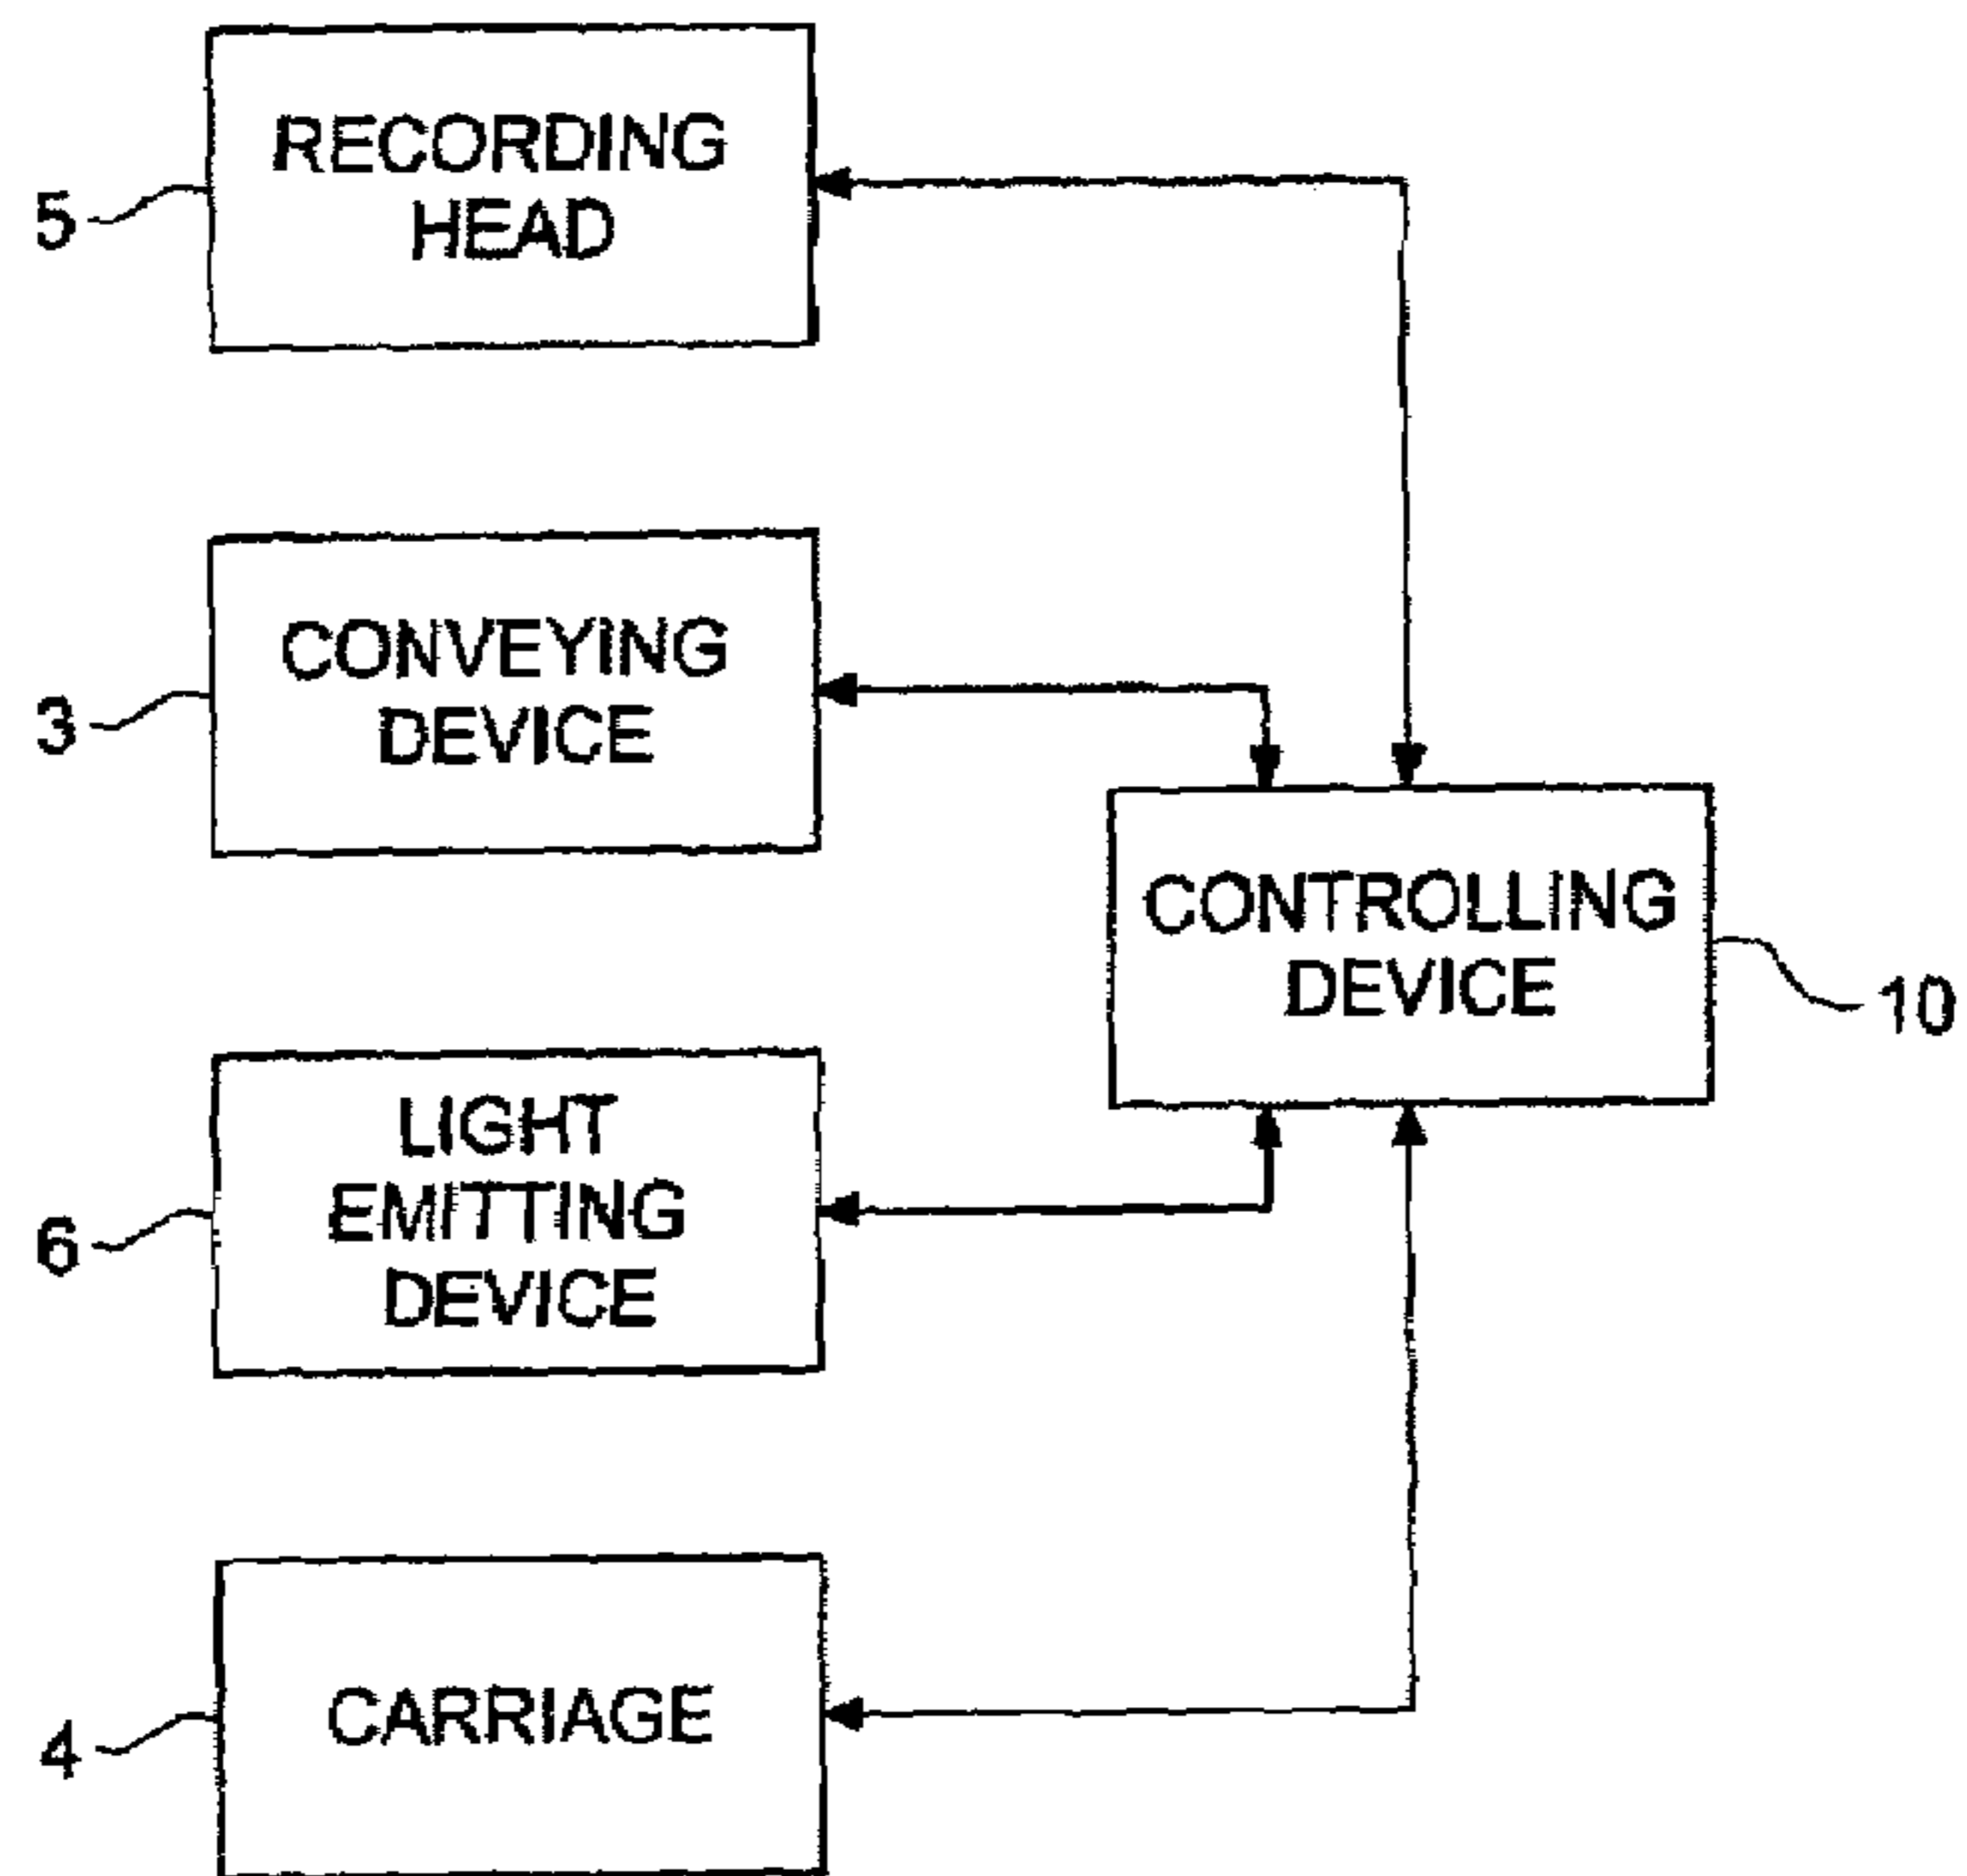 RECORDING
HEAD
5
CONVEYING
DEVICE
3
CONTROLLING
DEVICE
10
LIGHT
EMITTING
DEVICE
6
CARRIAGE
4